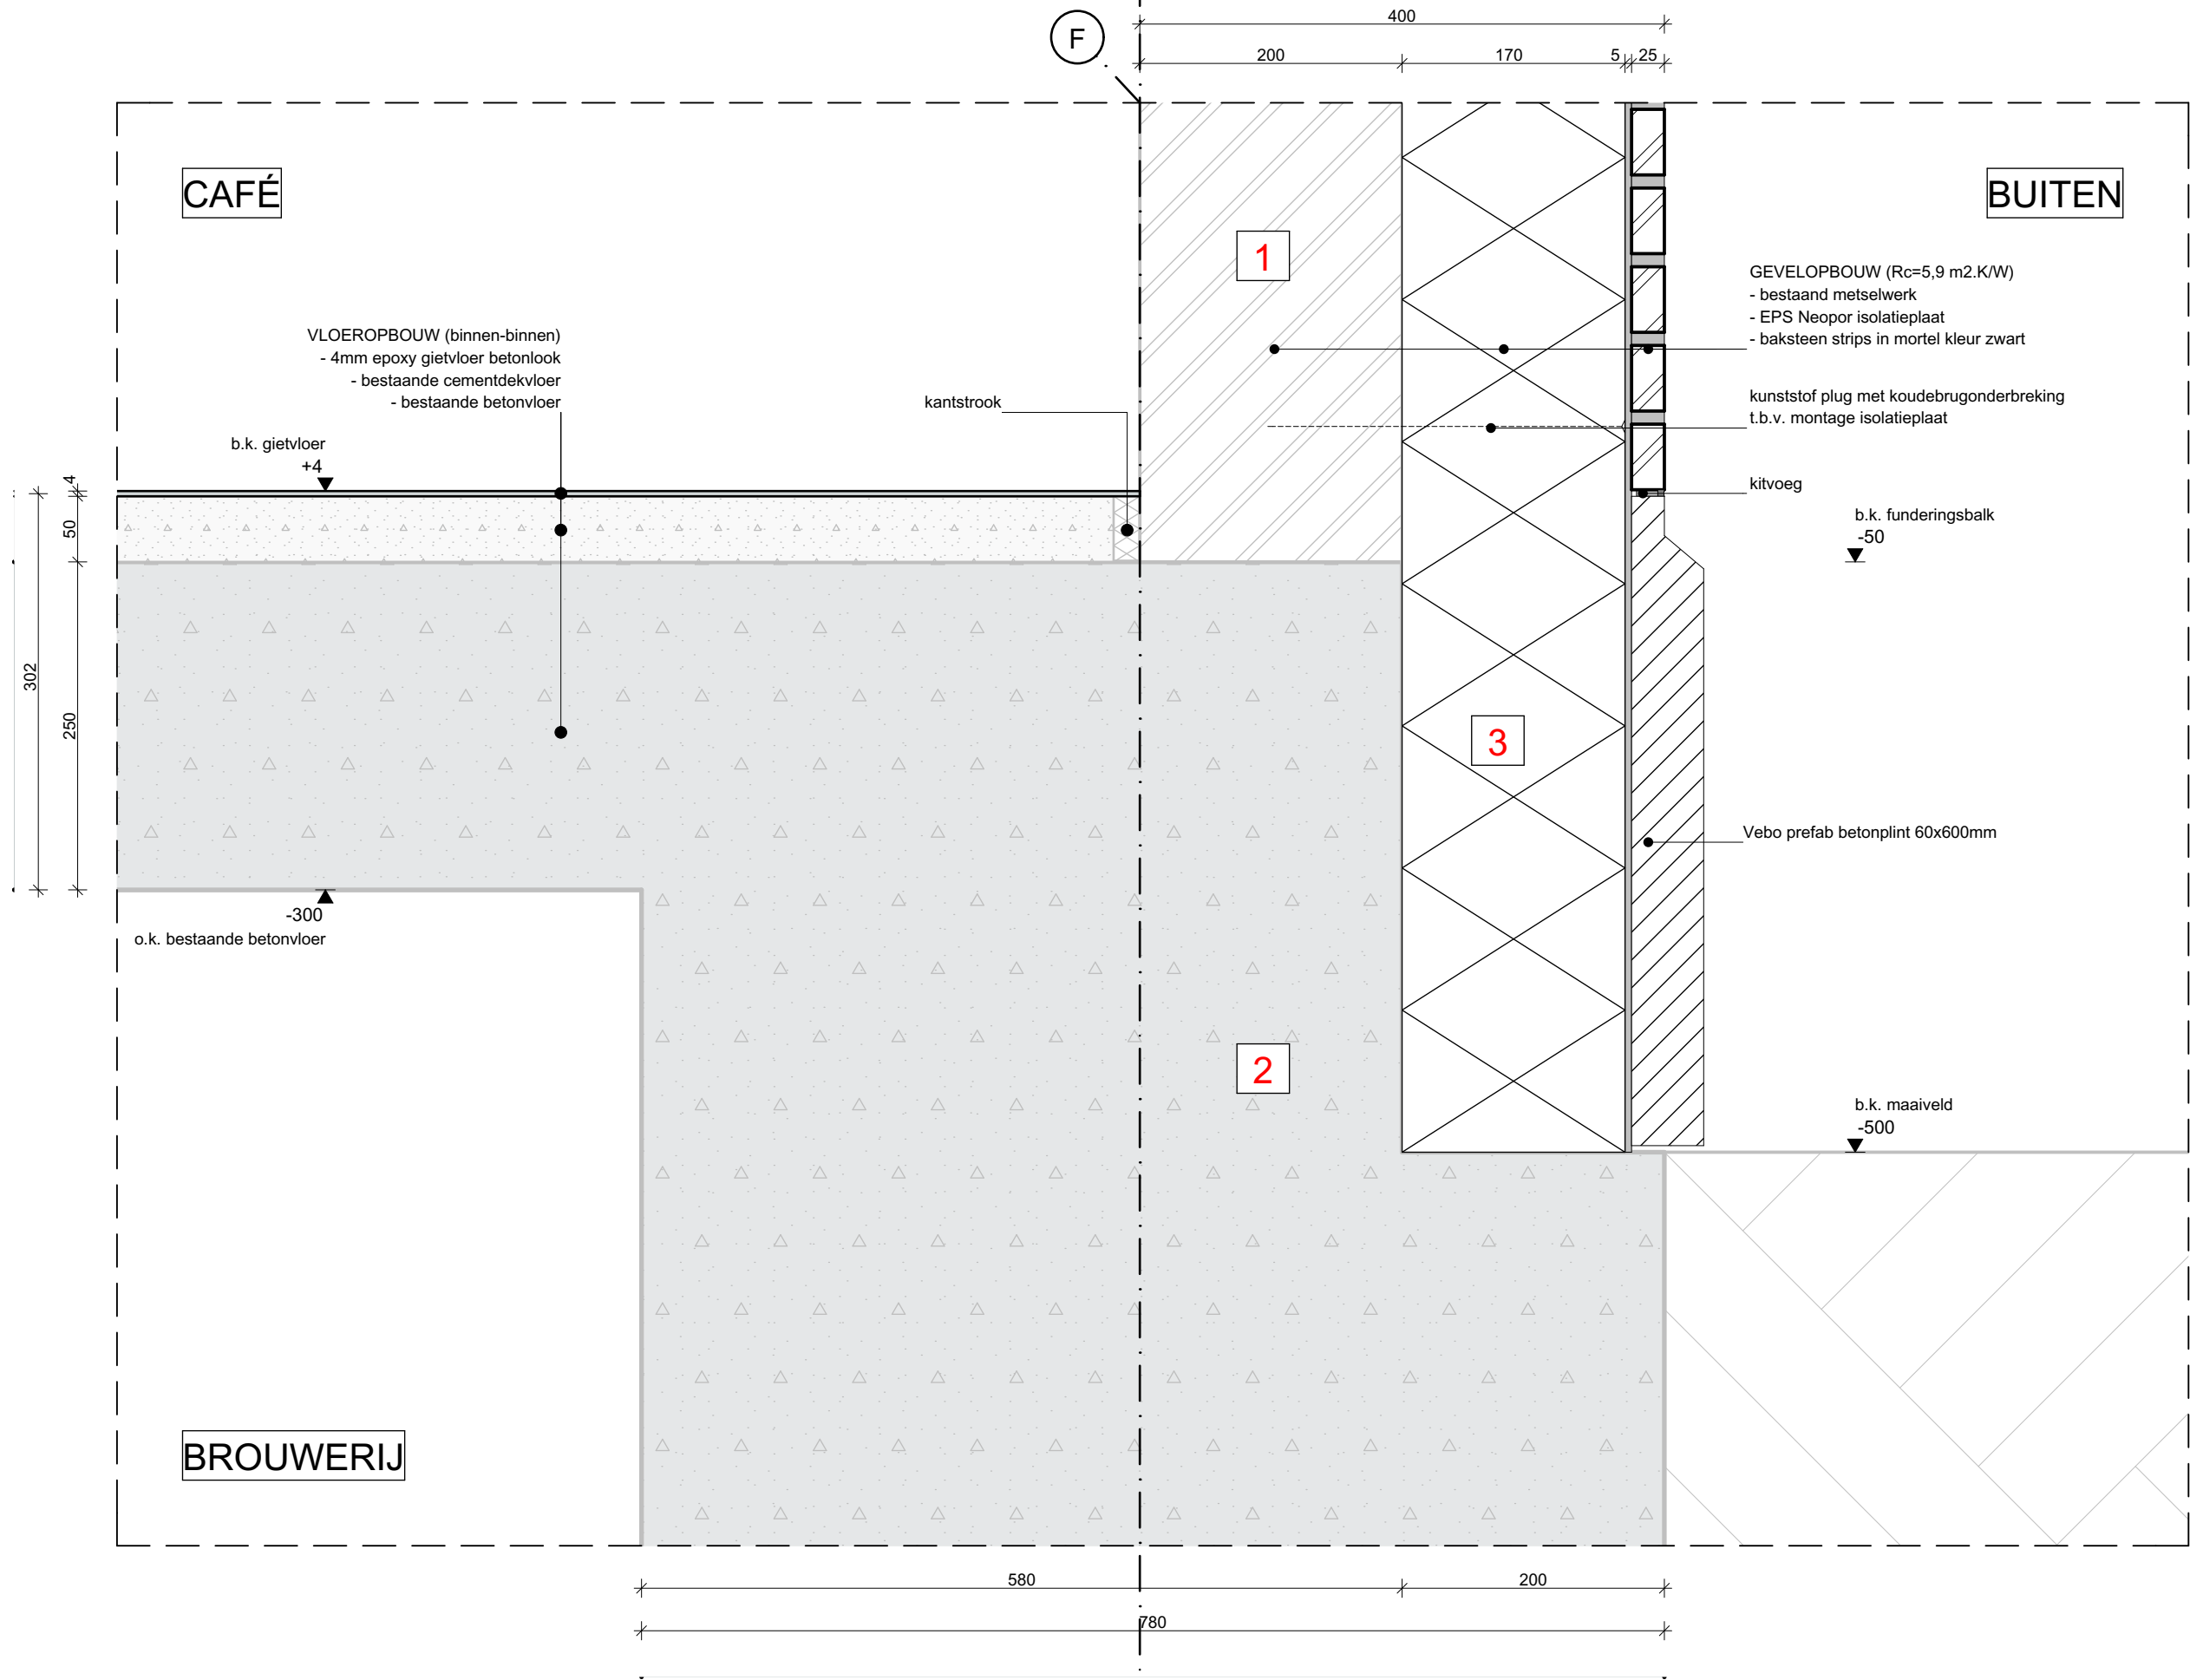 400
F
200
170
5
25
CAFÉ
BUITEN
1
GEVELOPBOUW (Rc=5,9 m2.K/W)
- bestaand metselwerk
- EPS Neopor isolatieplaat
- baksteen strips in mortel kleur zwart
VLOEROPBOUW (binnen-binnen)
- 4mm epoxy gietvloer betonlook
- bestaande cementdekvloer
- bestaande betonvloer
kantstrook
kunststof plug met koudebrugonderbreking
t.b.v. montage isolatieplaat
b.k. gietvloer
+4
4
50
kitvoeg
b.k. funderingsbalk
-50
302
250
3
Vebo prefab betonplint 60x600mm
-300
o.k. bestaande betonvloer
2
b.k. maaiveld
-500
BROUWERIJ
580
200
780